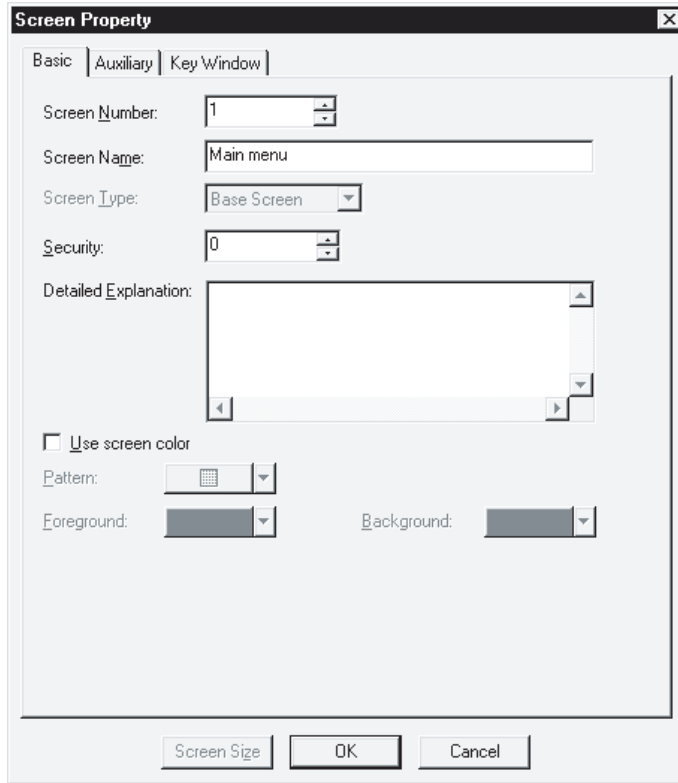 Screen Property
Basic Auxiliary Key Window
Screen Number: 1
Screen Name: Main menu
Screen Type: Base Screen
Security: 0
Detailed Explanation:
Use screen color
Pattern:
Foreground: Background:
Screen Size OK Cancel